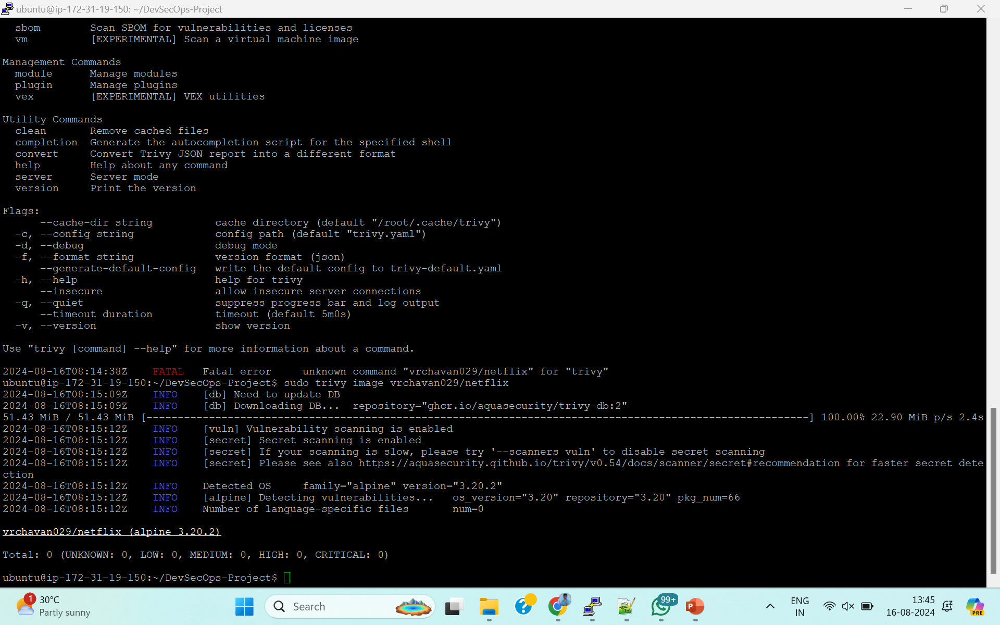 ubuntu@ip-172-31-19-150: ~/DevSecOps-Project
  sbom        Scan SBOM for vulnerabilities and licenses
  vm          [EXPERIMENTAL] Scan a virtual machine image

Management Commands
  module      Manage modules
  plugin      Manage plugins
  vex         [EXPERIMENTAL] VEX utilities

Utility Commands
  clean       Remove cached files
  completion  Generate the autocompletion script for the specified shell
  convert     Convert Trivy JSON report into a different format
  help        Help about any command
  server      Server mode
  version     Print the version

Flags:
      --cache-dir string          cache directory (default "/root/.cache/trivy")
  -c, --config string             config path (default "trivy.yaml")
  -d, --debug                     debug mode
  -f, --format string             version format (json)
      --generate-default-config   write the default config to trivy-default.yaml
  -h, --help                      help for trivy
      --insecure                  allow insecure server connections
  -q, --quiet                     suppress progress bar and log output
      --timeout duration          timeout (default 5m0s)
  -v, --version                   show version

Use "trivy [command] --help" for more information about a command.

2024-08-16T08:14:38Z    FATAL   Fatal error     unknown command "vrchavan029/netflix" for "trivy"
ubuntu@ip-172-31-19-150:~/DevSecOps-Project$ sudo trivy image vrchavan029/netflix
2024-08-16T08:15:09Z    INFO    [db] Need to update DB
2024-08-16T08:15:09Z    INFO    [db] Downloading DB...  repository="ghcr.io/aquasecurity/trivy-db:2"
51.43 MiB / 51.43 MiB [----------------------------------------------------------------------------------------------------------] 100.00% 22.90 MiB p/s 2.4s
2024-08-16T08:15:12Z    INFO    [vuln] Vulnerability scanning is enabled
2024-08-16T08:15:12Z    INFO    [secret] Secret scanning is enabled
2024-08-16T08:15:12Z    INFO    [secret] If your scanning is slow, please try '--scanners vuln' to disable secret scanning
2024-08-16T08:15:12Z    INFO    [secret] Please see also https://aquasecurity.github.io/trivy/v0.54/docs/scanner/secret#recommendation for faster secret dete
ction
2024-08-16T08:15:12Z    INFO    Detected OS     family="alpine" version="3.20.2"
2024-08-16T08:15:12Z    INFO    [alpine] Detecting vulnerabilities...   os_version="3.20" repository="3.20" pkg_num=66
2024-08-16T08:15:12Z    INFO    Number of language-specific files       num=0

vrchavan029/netflix (alpine 3.20.2)

Total: 0 (UNKNOWN: 0, LOW: 0, MEDIUM: 0, HIGH: 0, CRITICAL: 0)

ubuntu@ip-172-31-19-150:~/DevSecOps-Project$
1
30°C
Partly sunny
Search
?
99+
P
ENG
IN
13:45
16-08-2024
PRE